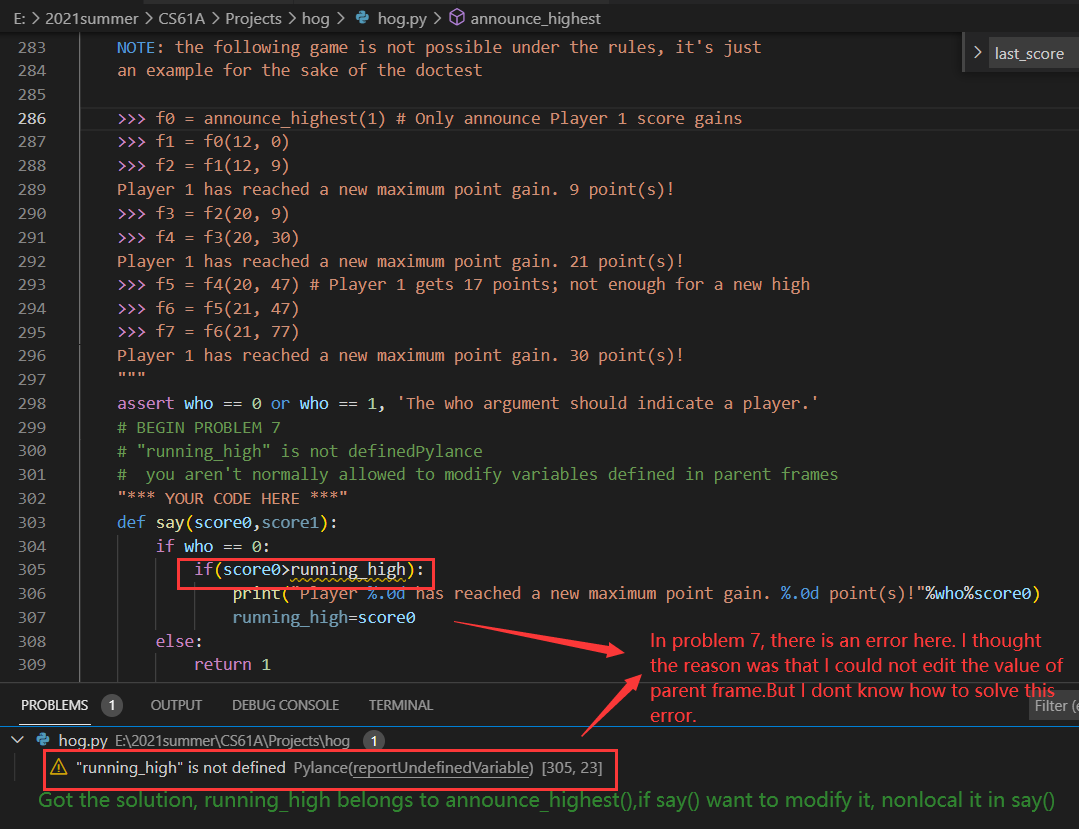 E: > 2021summer > CS61A > Projects > hog > hog.py > announce_highest
283 NOTE: the following game is not possible under the rules, it's just
last_score
284 an example for the sake of the doctest
285
286 >>> f0 = announce_highest(1) # Only announce Player 1 score gains
287 >>> f1 = f0(12, 0)
288 >>> f2 = f1(12, 9)
289 Player 1 has reached a new maximum point gain. 9 point(s)!
290 >>> f3 = f2(20, 9)
291 >>> f4 = f3(20, 30)
292 Player 1 has reached a new maximum point gain. 21 point(s)!
293 >>> f5 = f4(20, 47) # Player 1 gets 17 points; not enough for a new high
294 >>> f6 = f5(21, 47)
295 >>> f7 = f6(21, 77)
296 Player 1 has reached a new maximum point gain. 30 point(s)!
297 """
298 assert who == 0 or who == 1, 'The who argument should indicate a player.'
299 # BEGIN PROBLEM 7
300 # "running_high" is not definedPylance
301 #  you aren't normally allowed to modify variables defined in parent frames
302 "*** YOUR CODE HERE ***"
303 def say(score0,score1):
304 if who == 0:
305 if(score0>running_high):
306 print("Player %.0d has reached a new maximum point gain. %.0d point(s)!"%who%score0)
307 running_high=score0
308 else:
309 return 1
In problem 7, there is an error here. I thought
the reason was that I could not edit the value of
parent frame.But I dont know how to solve this
error.
PROBLEMS 1 OUTPUT DEBUG CONSOLE TERMINAL
Filter (e
hog.py E:\2021summer\CS61A\Projects\hog 1
"running_high" is not defined Pylance(reportUndefinedVariable) [305, 23]
Got the solution, running_high belongs to announce_highest(),if say() want to modify it, nonlocal it in say()